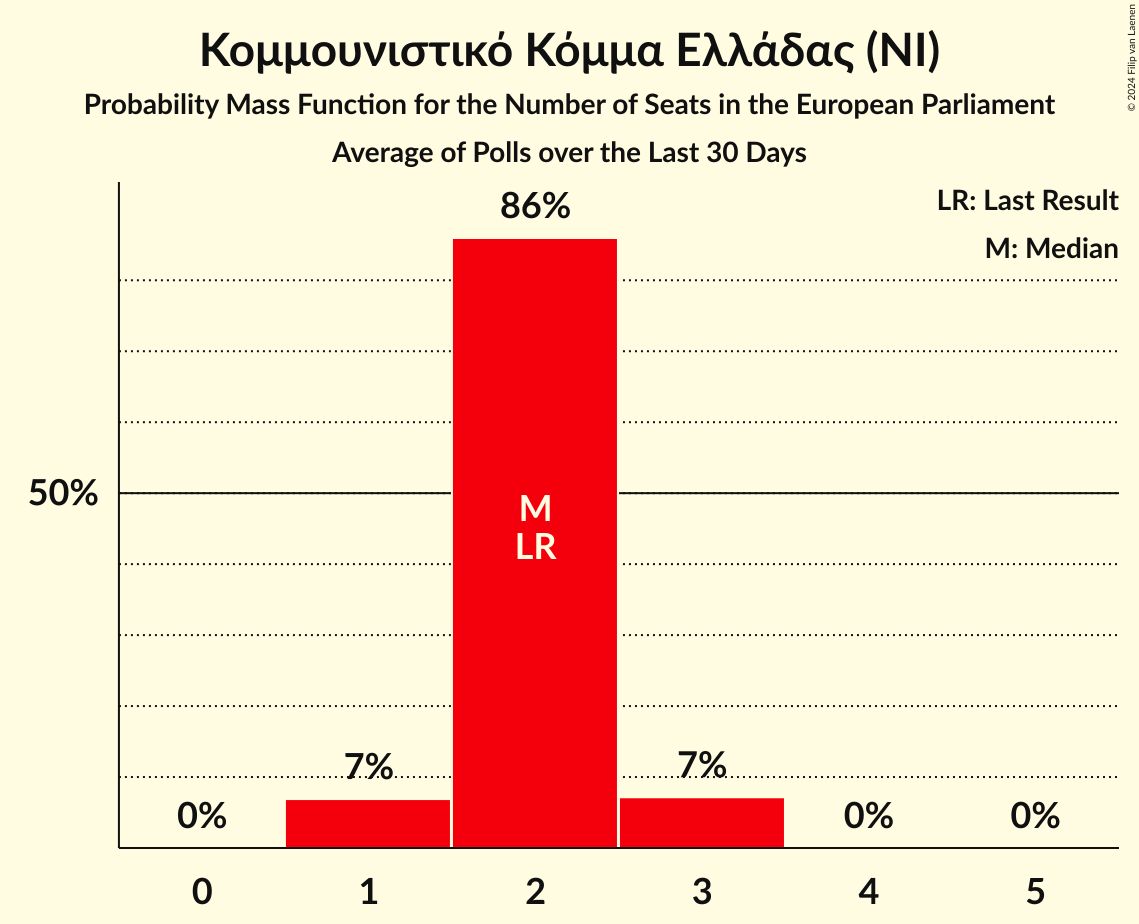 Κομμουνιστικό Κόμμα Ελλάδας (NI)
Probability Mass Function for the Number of Seats in the European Parliament
Average of Polls over the Last 30 Days
© 2024 Filip van Laenen
LR: Last Result
M: Median
86%
50%
M
LR
7%
7%
0%
0%
0%
0 1 2 3 4 5